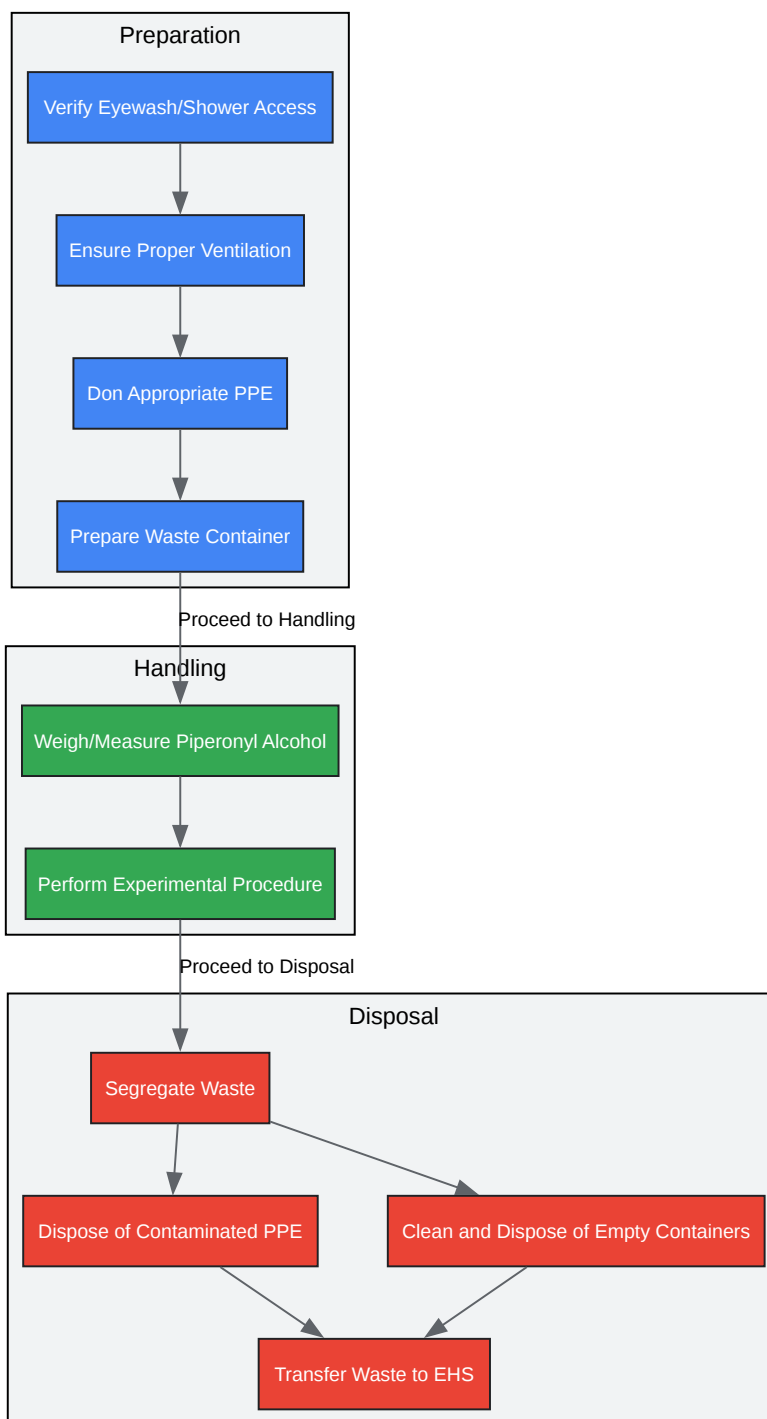 Preparation
Verify Eyewash/Shower Access
Ensure Proper Ventilation
Don Appropriate PPE
Prepare Waste Container
Proceed to Handling
Handling
Weigh/Measure Piperonyl Alcohol
Perform Experimental Procedure
Proceed to Disposal
Disposal
Segregate Waste
Dispose of Contaminated PPE
Clean and Dispose of Empty Containers
Transfer Waste to EHS